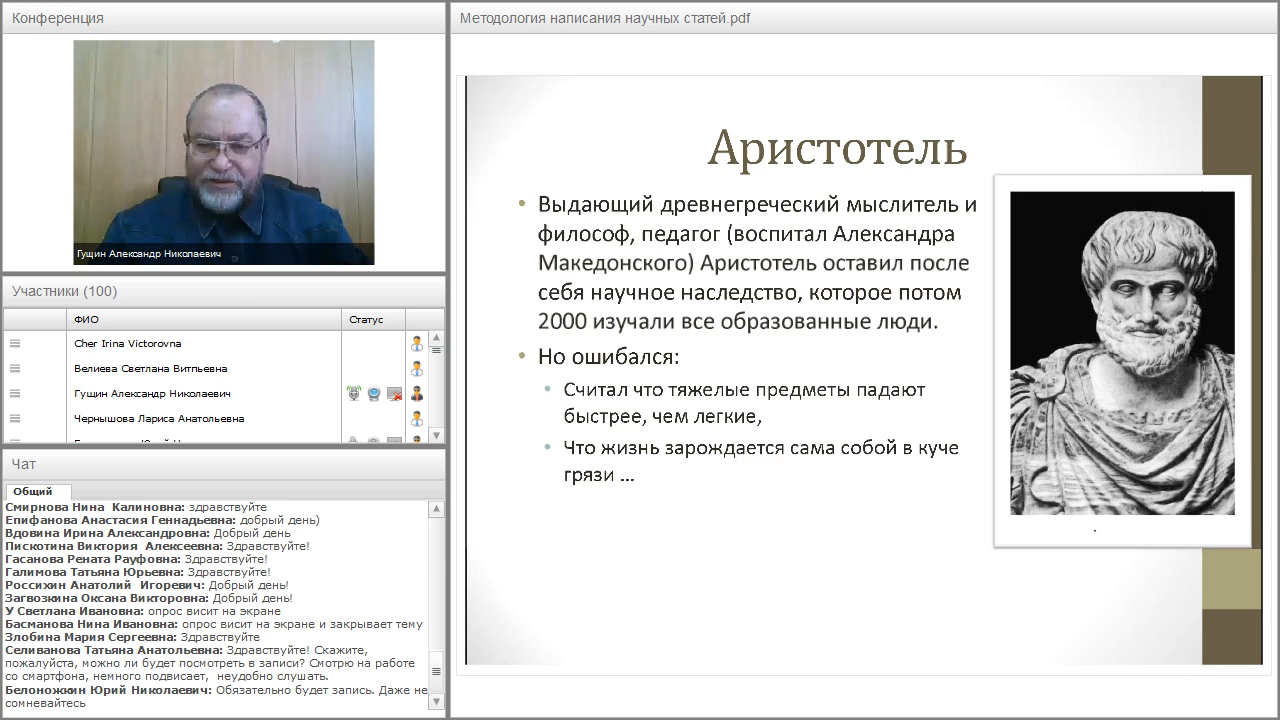 Конференция
Гущин Александр Николаевич
Участники (100)
ФИО
Статус
Cher Irina Victorovna
Велиева Светлана Витпьевна
Гущин Александр Николаевич
Чернышова Лариса Анатольевна
Чат
Общий
Смирнова Нина Калиновна: здравствуйте
Епифанова Анастасия Геннадьевна: добрый день)
Вдовина Ирина Александровна: Добрый день
Пискотина Виктория Алексеевна: Здравствуйте!
Гасанова Рената Рауфовна: Здравствуйте!
Галимова Татьяна Юрьевна: Здравствуйте!
Россихин Анатолий Игоревич: Добрый день!
Загвозкина Оксана Викторовна: Добрый день!
У Светлана Ивановна: опрос висит на экране
Басманова Нина Ивановна: опрос висит на экране и закрывает тему
Злобина Мария Сергеевна: Здравствуйте
Селиванова Татьяна Анатольевна: Здравствуйте! Скажите,
пожалуйста, можно ли будет посмотреть в записи? Смотрю на работе
со смартфона, немного подвисает, неудобно слушать.
Белоножкин Юрий Николаевич: Обязательно будет запись. Даже не
сомневайтесь
Методология написания научных статей.pdf
Аристотель
• Выдающий древнегреческий мыслитель и
философ, педагог (воспитал Александра
Македонского) Аристотель оставил после
себя научное наследство, которое потом
2000 изучали все образованные люди.
• Но ошибался:
• Считал что тяжелые предметы падают
быстрее, чем легкие,
• Что жизнь зарождается сама собой в куче
грязи ...